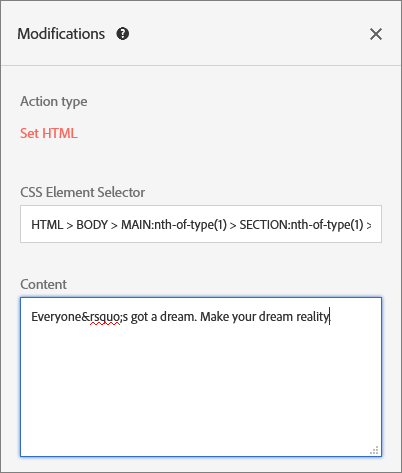 Modifications ?
Action type
Set HTML
CSS Element Selector
HTML > BODY > MAIN:nth-of-type(1) > SECTION:nth-of-type(1) >
Content
Everyone&rsquo;s got a dream. Make your dream reality